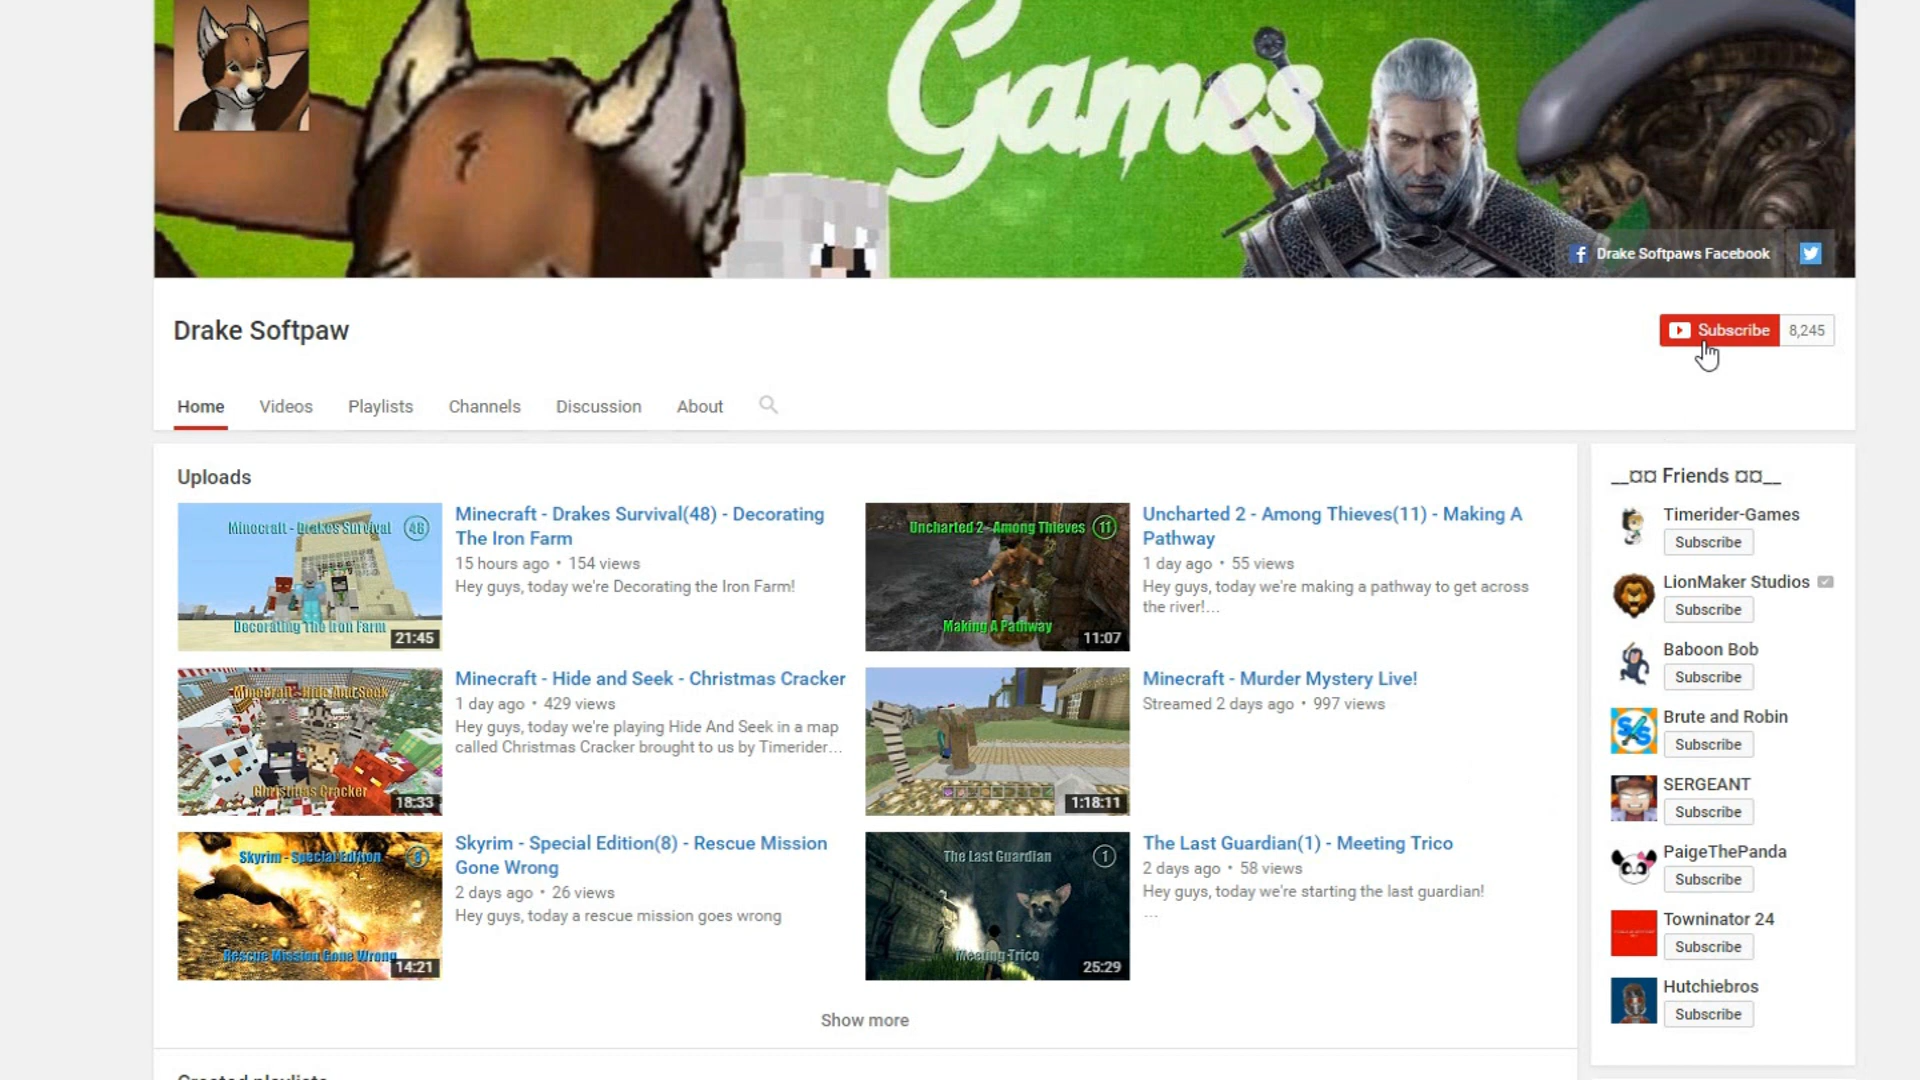 Games
Drake Softpaws Facebook
Drake Softpaw
Subscribe 8,245
Home Videos Playlists Channels Discussion About
Uploads
Minecraft - Drakes Survival 48
Decorating The Iron Farm
21:45
Minecraft - Drakes Survival(48) - Decorating
The Iron Farm
15 hours ago • 154 views
Hey guys, today we're Decorating the Iron Farm!
Uncharted 2 - Among Thieves 11
Making A Pathway
11:07
Uncharted 2 - Among Thieves(11) - Making A
Pathway
1 day ago • 55 views
Hey guys, today we're making a pathway to get across
the river!...
Minecraft - Hide And Seek
Christmas Cracker
18:33
Minecraft - Hide and Seek - Christmas Cracker
1 day ago • 429 views
Hey guys, today we're playing Hide And Seek in a map
called Christmas Cracker brought to us by Timerider...
1:18:11
Minecraft - Murder Mystery Live!
Streamed 2 days ago • 997 views
Skyrim - Special Edition 8
Rescue Mission Gone Wrong
14:21
Skyrim - Special Edition(8) - Rescue Mission
Gone Wrong
2 days ago • 26 views
Hey guys, today a rescue mission goes wrong
The Last Guardian 1
Meeting Trico
25:29
The Last Guardian(1) - Meeting Trico
2 days ago • 58 views
Hey guys, today we're starting the last guardian!
...
Show more
Created playlists
__¤¤ Friends ¤¤__
Timerider-Games
Subscribe
LionMaker Studios
Subscribe
Baboon Bob
Subscribe
Brute and Robin
Subscribe
SERGEANT
Subscribe
PaigeThePanda
Subscribe
Towninator 24
Subscribe
Hutchiebros
Subscribe